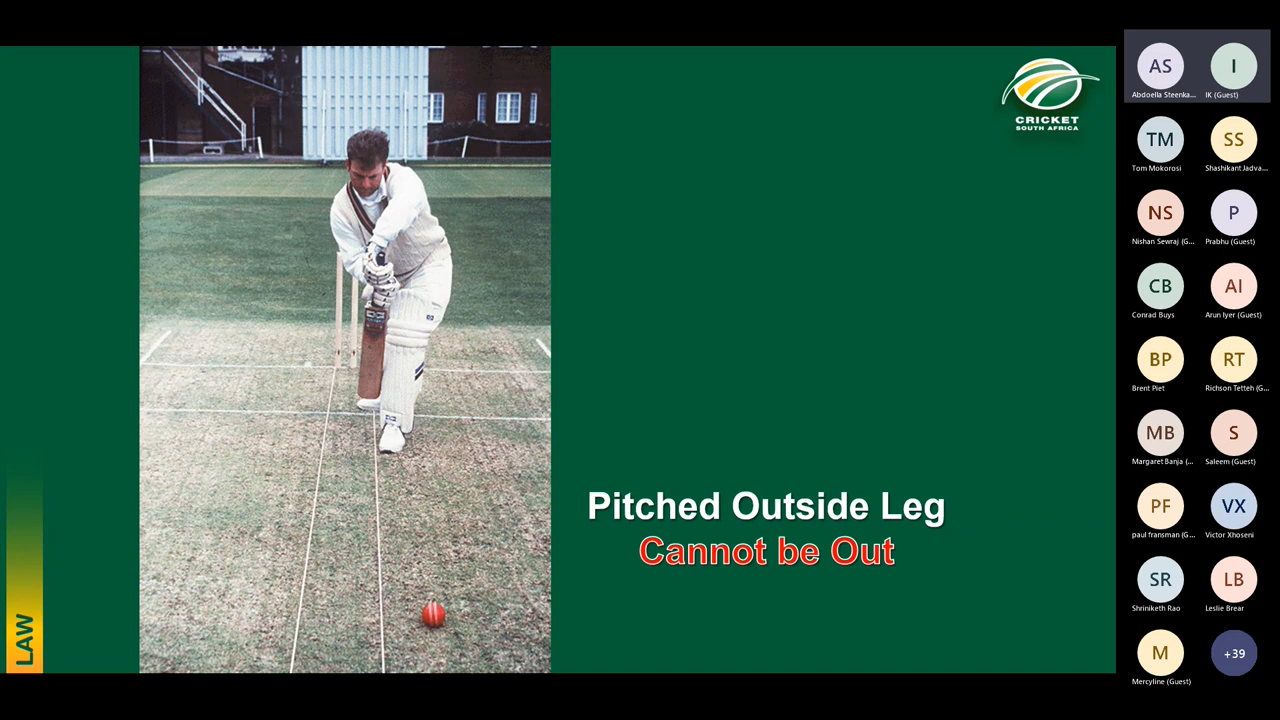 CRICKET
SOUTH AFRICA
Pitched Outside Leg
Cannot be Out
LAW
AS
Abdoella Steenka...
I
IK (Guest)
TM
Tom Mokorosi
SS
Shashikant Jadva...
NS
Nishan Sewraj (G...
P
Prabhu (Guest)
CB
Conrad Buys
AI
Arun Iyer (Guest)
BP
Brent Piet
RT
Richson Tetteh (G...
MB
Margaret Banja (...
S
Saleem (Guest)
PF
paul fransman (G...
VX
Victor Xhoseni
SR
Shriniketh Rao
LB
Leslie Brear
M
Mercyline (Guest)
+39